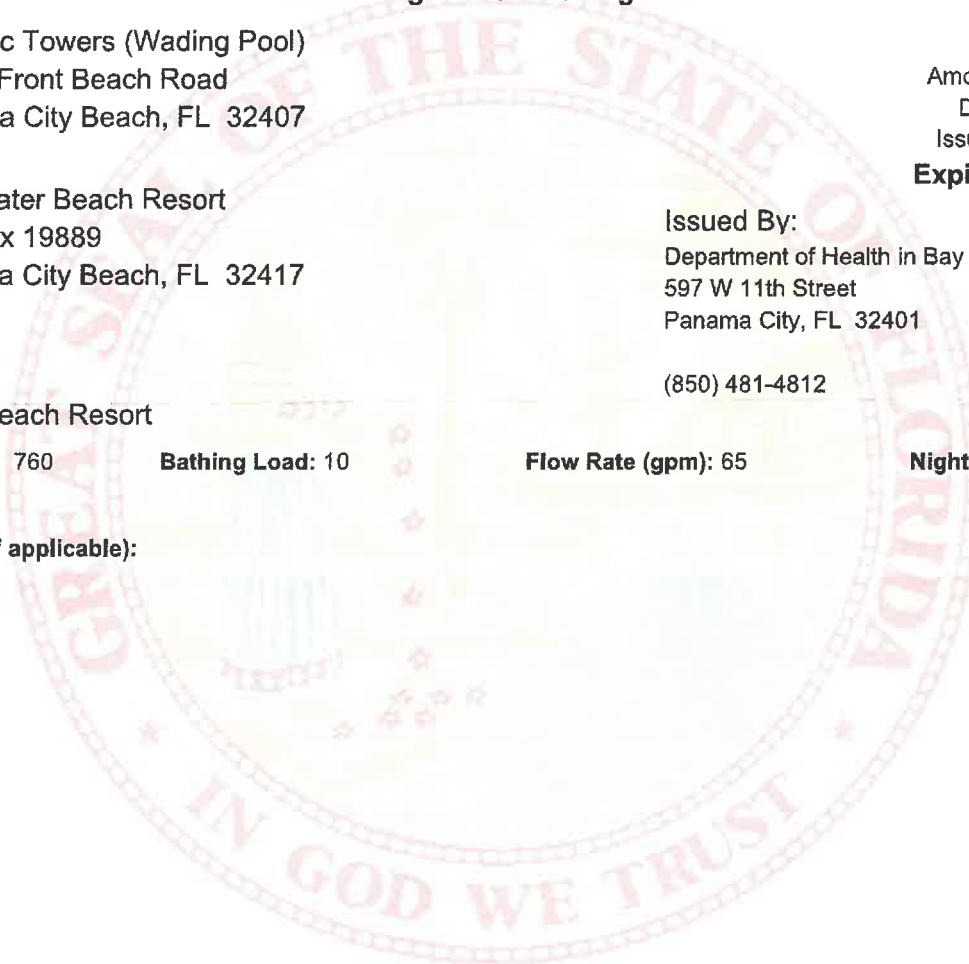 c Towers (Wading Pool)
Front Beach Road
a City Beach, FL 32407
Amo
D
Iss
Expi
ater Beach Resort
x 19889
a City Beach, FL 32417
Issued By:
Department of Health in Bay
597 W 11th Street
Panama City, FL 32401
(850) 481-4812
each Resort
760 Bathing Load: 10 Flow Rate (gpm): 65 Night
applicable):
GREAT SEAL OF THE STATE OF FLORIDA
IN GOD WE TRUST